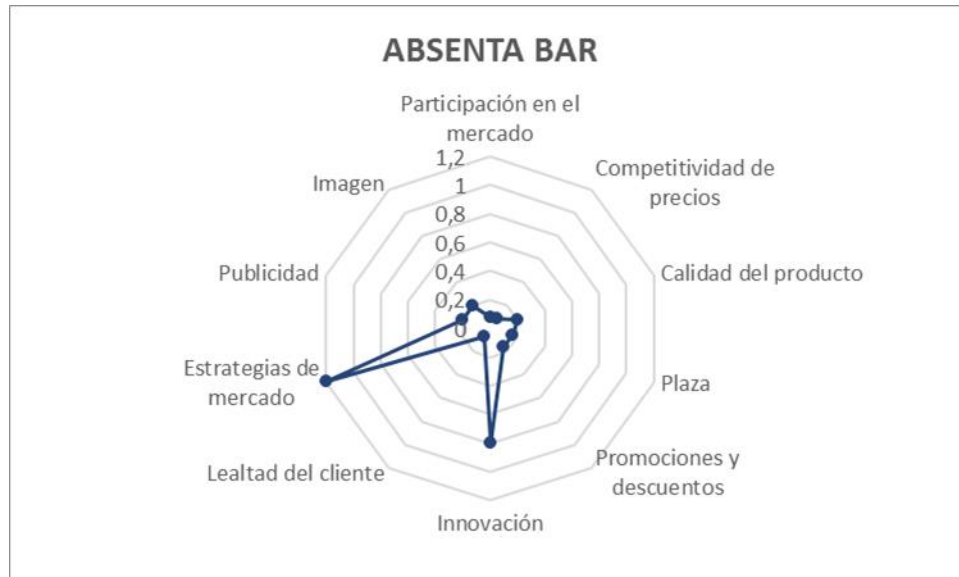 ABSENTA BAR
Participación en el
mercado
Competitividad de
precios
Calidad del producto
Plaza
Promociones y
descuentos
Innovación
Lealtad del cliente
Estrategias de
mercado
Publicidad
Imagen
1,2
1
0,8
0,6
0,4
0,2
0